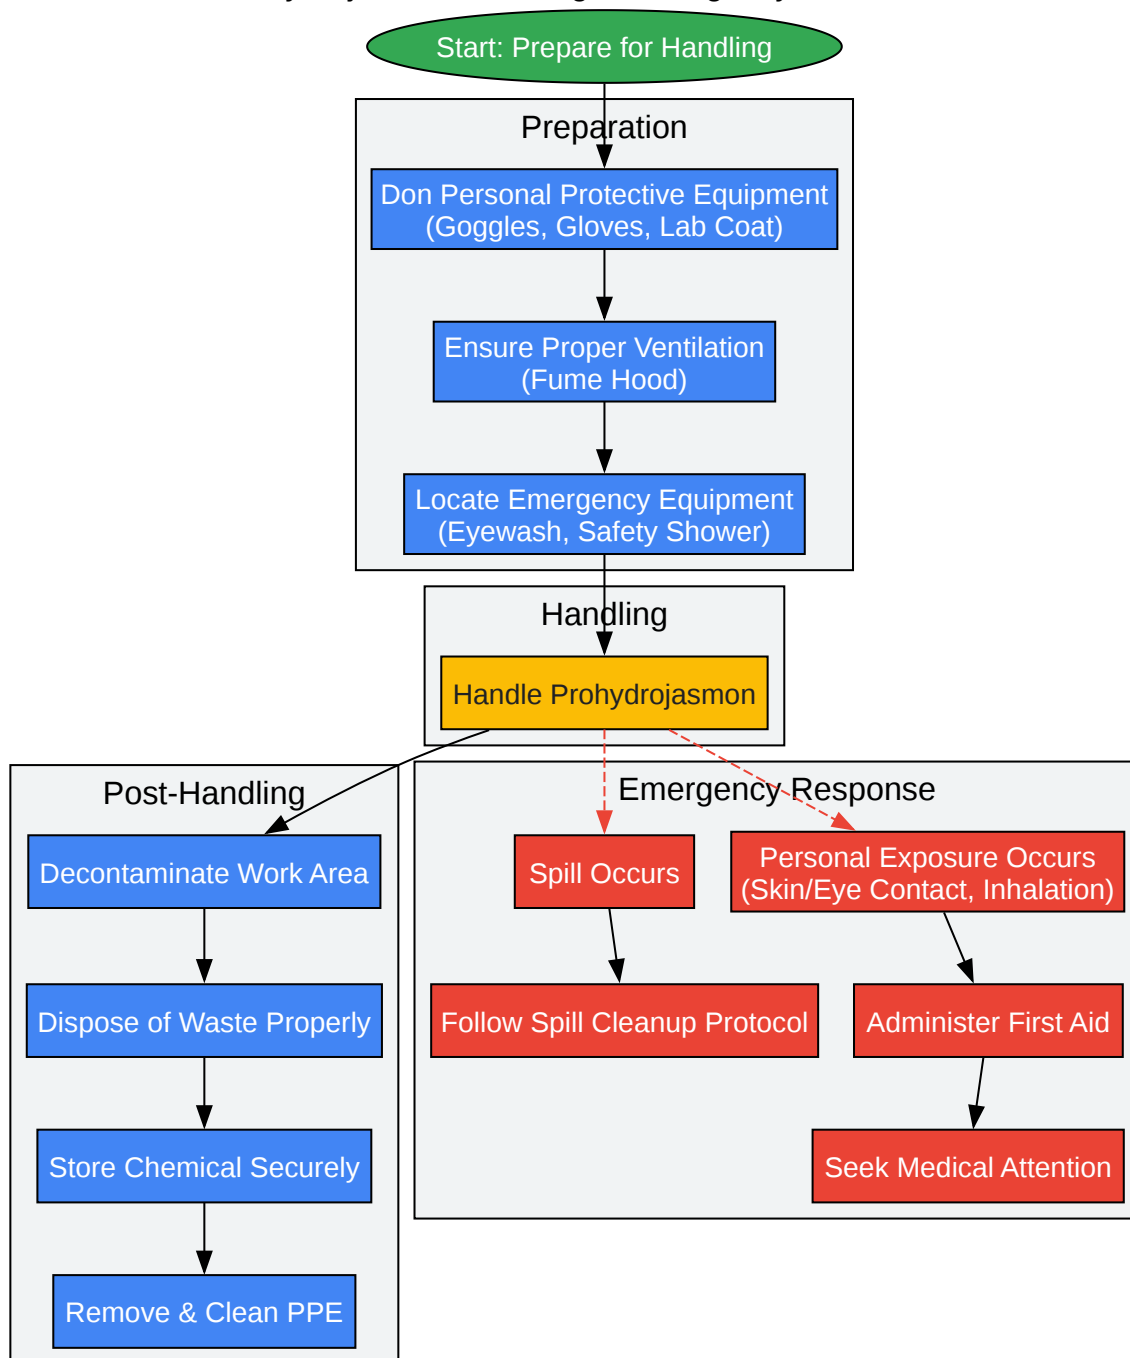 Start: Prepare for Handling
Preparation
Don Personal Protective Equipment
(Goggles, Gloves, Lab Coat)
Ensure Proper Ventilation
(Fume Hood)
Locate Emergency Equipment
(Eyewash, Safety Shower)
Handling
Handle Prohydrojasmon
Post-Handling
Decontaminate Work Area
Dispose of Waste Properly
Store Chemical Securely
Remove & Clean PPE
Emergency Response
Spill Occurs
Follow Spill Cleanup Protocol
Personal Exposure Occurs
(Skin/Eye Contact, Inhalation)
Administer First Aid
Seek Medical Attention